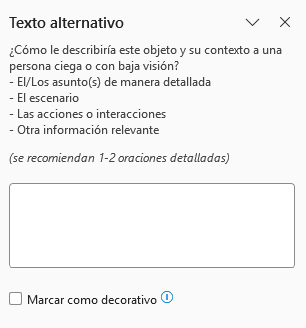 Texto alternativo
¿Cómo le describiría este objeto y su contexto a una
persona ciega o con baja visión?
- El/Los asunto(s) de manera detallada
- El escenario
- Las acciones o interacciones
- Otra información relevante
(se recomiendan 1-2 oraciones detalladas)
Marcar como decorativo